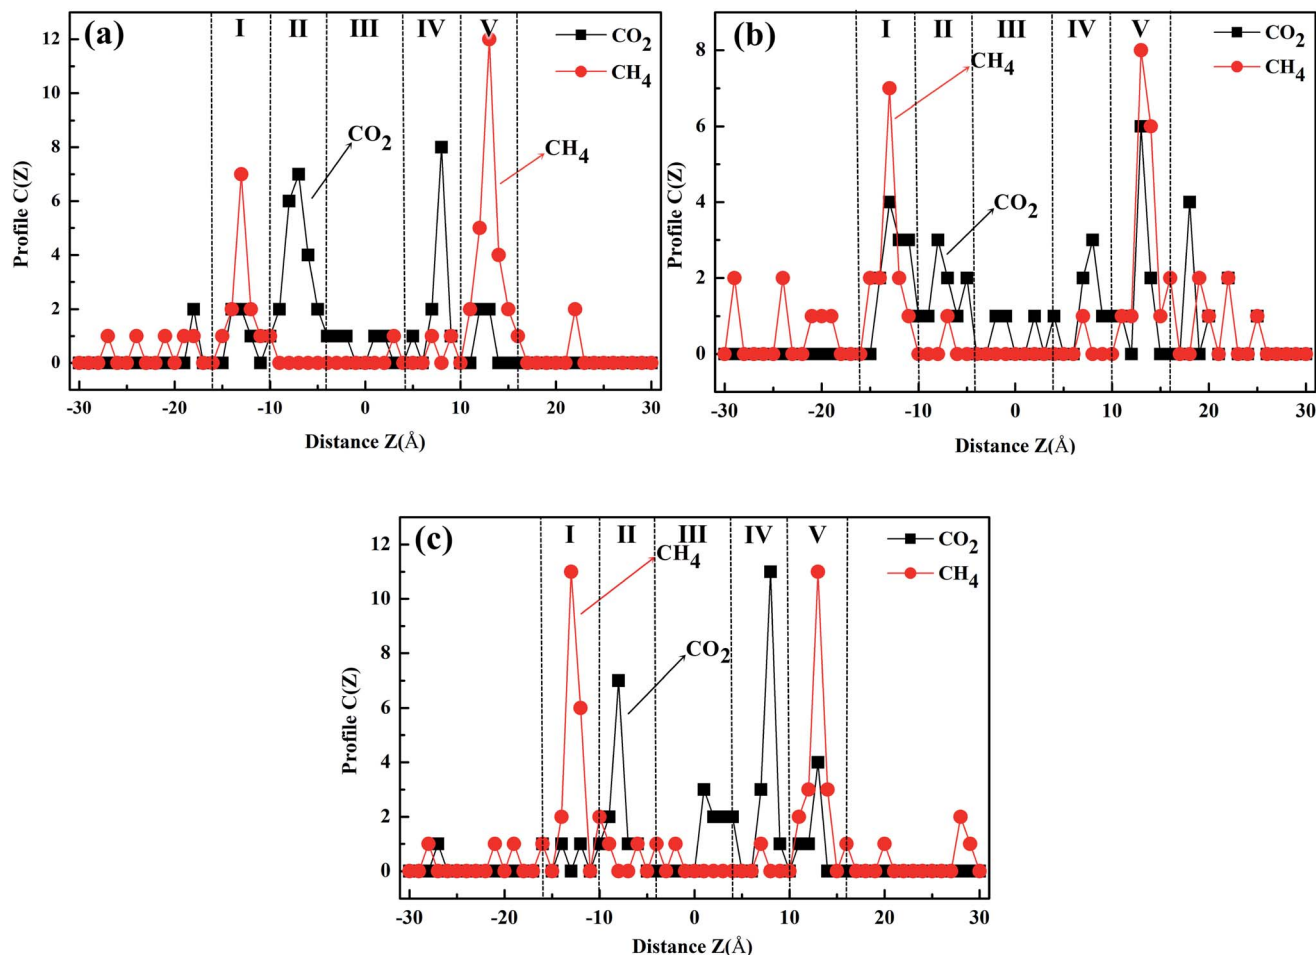 (a)
I II III IV V
CO2
CH4
CO2
CH4
Profile C(Z)
12
10
8
6
4
2
0
-30 -20 -10 0 10 20 30
Distance Z(Å)
(b)
I II III IV V
CO2
CH4
CH4
CO2
Profile C(Z)
8
6
4
2
0
-30 -20 -10 0 10 20 30
Distance Z(Å)
(c)
I II III IV V
CO2
CH4
CH4
CO2
Profile C(Z)
12
10
8
6
4
2
0
-30 -20 -10 0 10 20 30
Distance Z(Å)